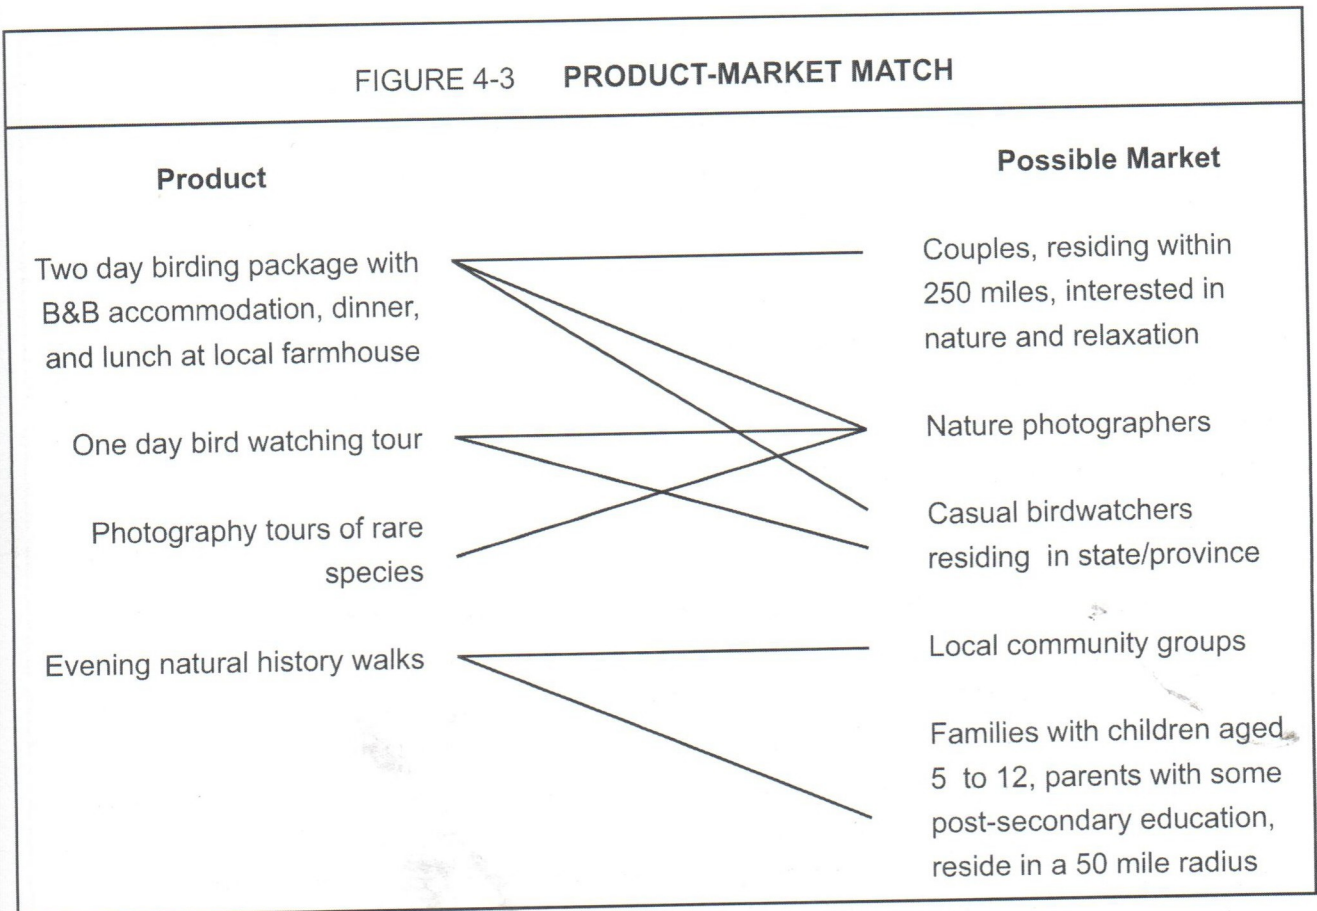 FIGURE 4-3 PRODUCT-MARKET MATCH
Product
Two day birding package with
B&B accommodation, dinner,
and lunch at local farmhouse
One day bird watching tour
Photography tours of rare
species
Evening natural history walks
Possible Market
Couples, residing within
250 miles, interested in
nature and relaxation
Nature photographers
Casual birdwatchers
residing in state/province
Local community groups
Families with children aged
5 to 12, parents with some
post-secondary education,
reside in a 50 mile radius